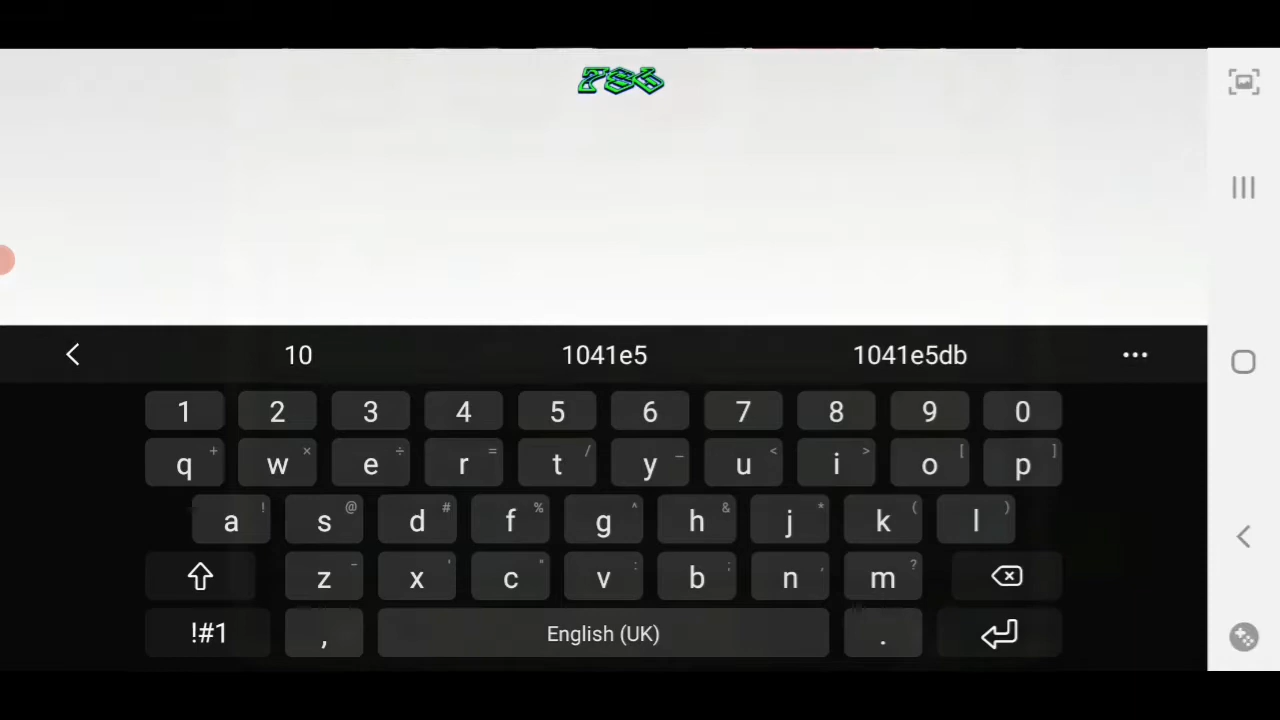 786
10 1041e5 1041e5db ...
1 2 3 4 5 6 7 8 9 0
q + w × e ÷ r = t / y _ u < i > o [ p ]
a ! s @ d # f % g ^ h & j * k ( l )
z - x ' c " v : b ; n , m ?
!#1 , English (UK) .